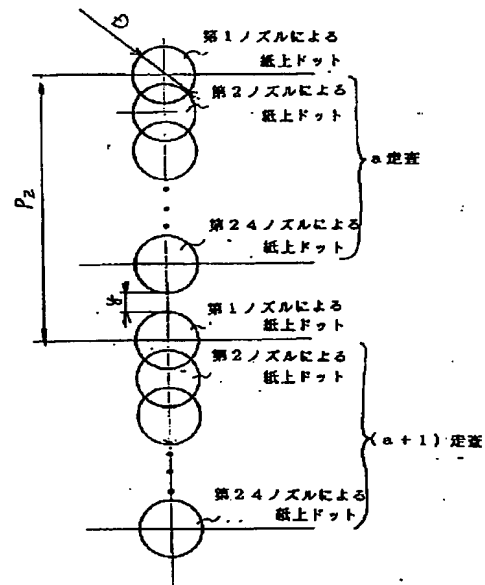 D
第1ノズルによる
紙上ドット
第2ノズルによる
紙上ドット
a走査
P2
第24ノズルによる
紙上ドット
y
第1ノズルによる
紙上ドット
第2ノズルによる
紙上ドット
(a+1)走査
第24ノズルによる
紙上ドット